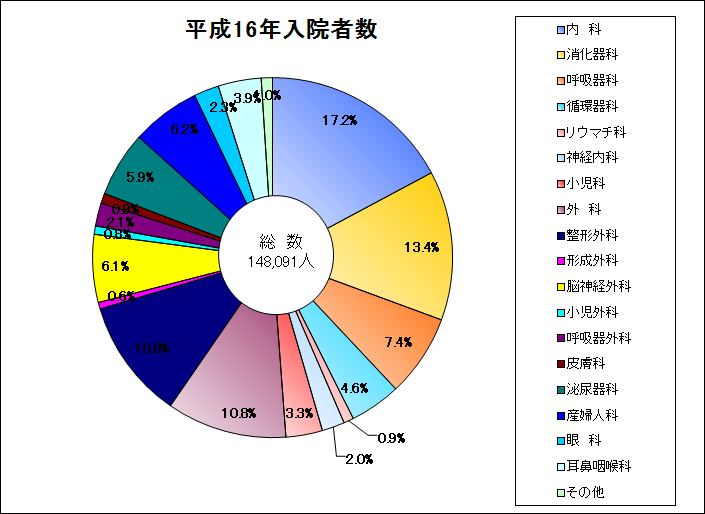 平成16年入院者数
17.2%
13.4%
7.4%
4.6%
0.9%
2.0%
3.3%
10.8%
0.6%
6.1%
0.8%
2.1%
0.9%
5.9%
6.2%
2.3%
3.9%
1.0%
総 数
148,091人
内 科
消化器科
呼吸器科
循環器科
リウマチ科
神経内科
小児科
外 科
整形外科
形成外科
脳神経外科
小児外科
呼吸器外科
皮膚科
泌尿器科
産婦人科
眼 科
耳鼻咽喉科
その他